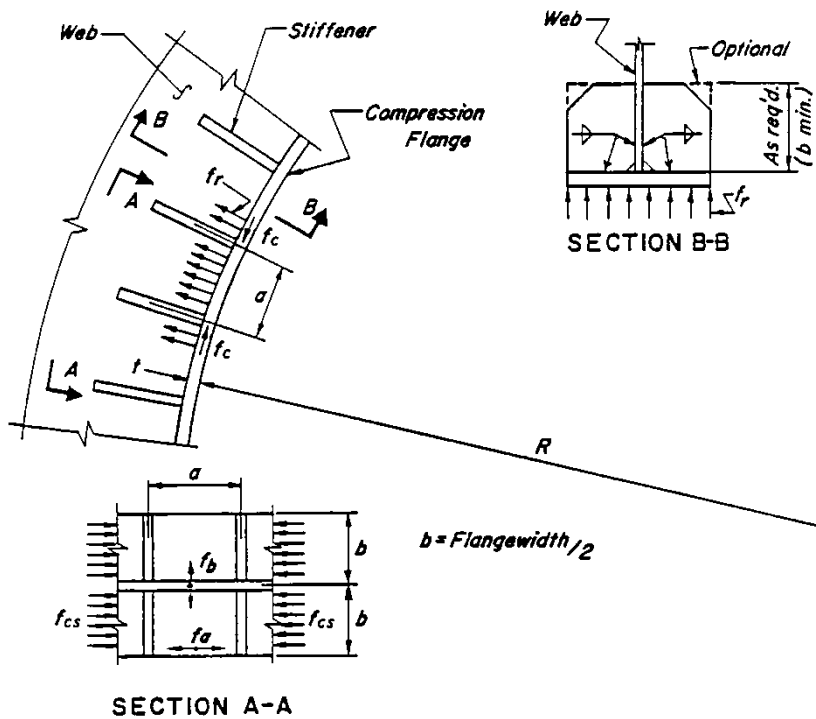 Web
Stiffener
B
Compression
Flange
A
fr
B
fc
a
fc
A
t
R
Web
Optional
As req'd.
(b min.)
fr
SECTION B-B
a
b = Flangewidth/2
fb
b
fcs
fa
fcs
b
SECTION A-A